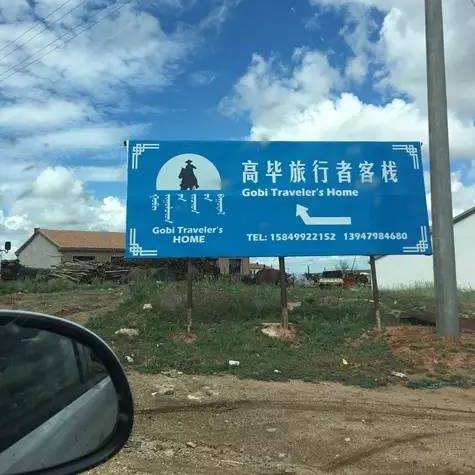 高毕旅行者客栈
Gobi Traveler's Home
Gobi Traveler's
HOME
TEL: 15849922152 13947984680